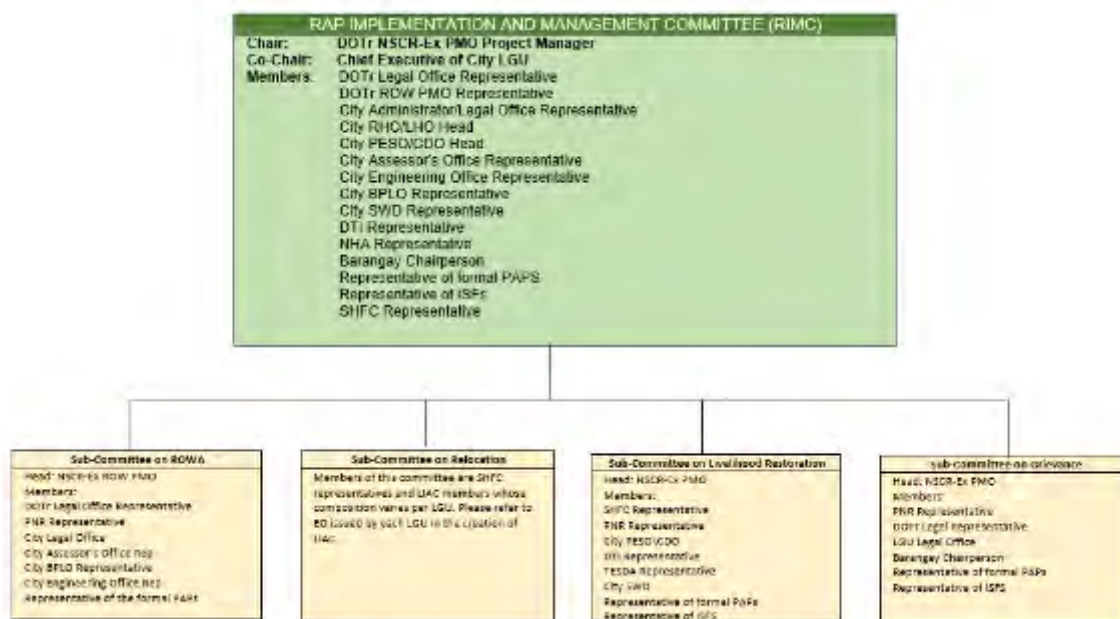 RAP IMPLEMENTATION AND MANAGEMENT COMMITTEE (RIMC)
Chair: DOTr NSCR-Ex PMO Project Manager
Co-Chair: Chief Executive of City LGU
Members: DOTr Legal Office Representative
DOTr ROW PMO Representative
City Administrator/Legal Office Representative
City RHO/LHO Head
City PESO/CDO Head
City Assessor's Office Representative
City Engineering Office Representative
City BPLO Representative
City SWD Representative
DTI Representative
NHA Representative
Barangay Chairperson
Representative of formal PAPS
Representative of ISFs
SHFC Representative
Sub-Committee on ROWA
Head: NSCR-Ex ROW PMO
Members:
DOTr Legal Office Representative
PNR Representative
City Legal Office
City Assessor's Office Rep
City BPLO Representative
City Engineering Office Rep
Representative of the formal PAPs
Sub-Committee on Relocation
Members of this committee are SHFC
representatives and LIAC members whose
composition varies per LGU. Please refer to
EO issued by each LGU in the creation of
LIAC.
Sub-Committee on Livelihood Restoration
Head: NSCR-Ex PMO
Members:
SHFC Representative
PNR Representative
City PESO/CDO
DTI Representative
TESDA Representative
City SWD
Representative of formal PAPs
Representative of ISFS
Sub-committee on Grievance
Head: NSCR-Ex PMO
Members:
PNR Representative
DOTr Legal Representative
LGU Legal Office
Barangay Chairperson
Representative of formal PAPs
Representative of ISFS